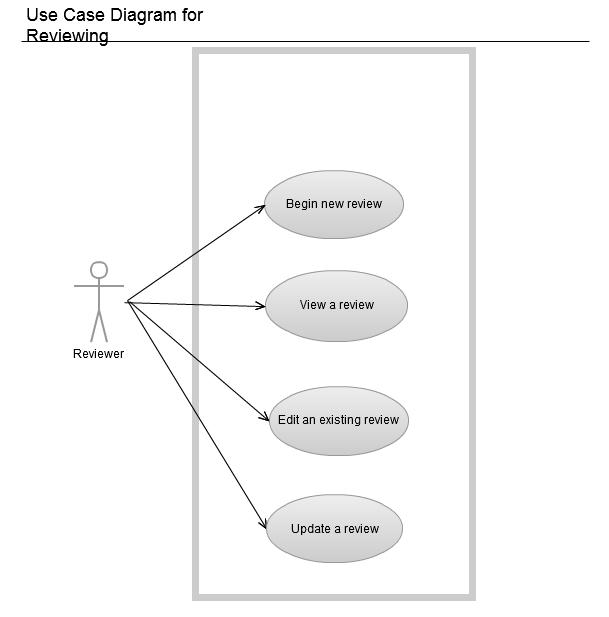 Use Case Diagram for
Reviewing
Begin new review
View a review
Reviewer
Edit an existing review
Update a review